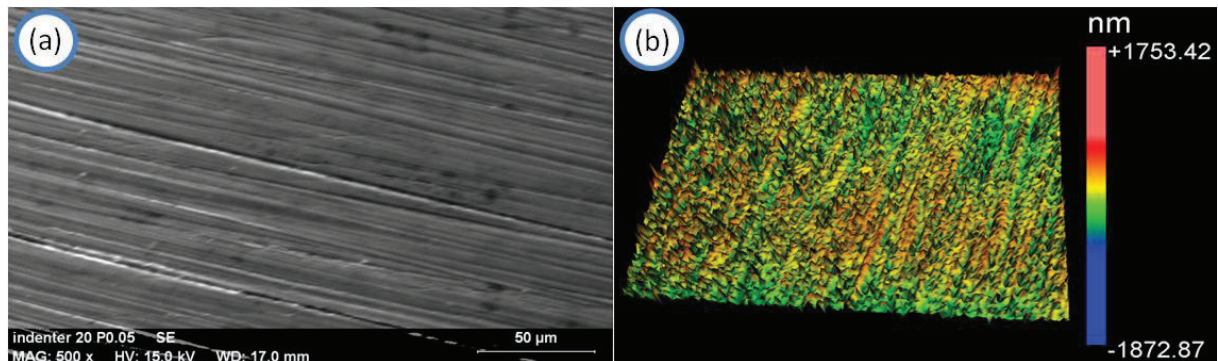 (a)
indenter 20 P0.05 SE
50 µm
MAG: 500 x HV: 15.0 kV WD: 17.0 mm
(b)
nm
+1753.42
-1872.87